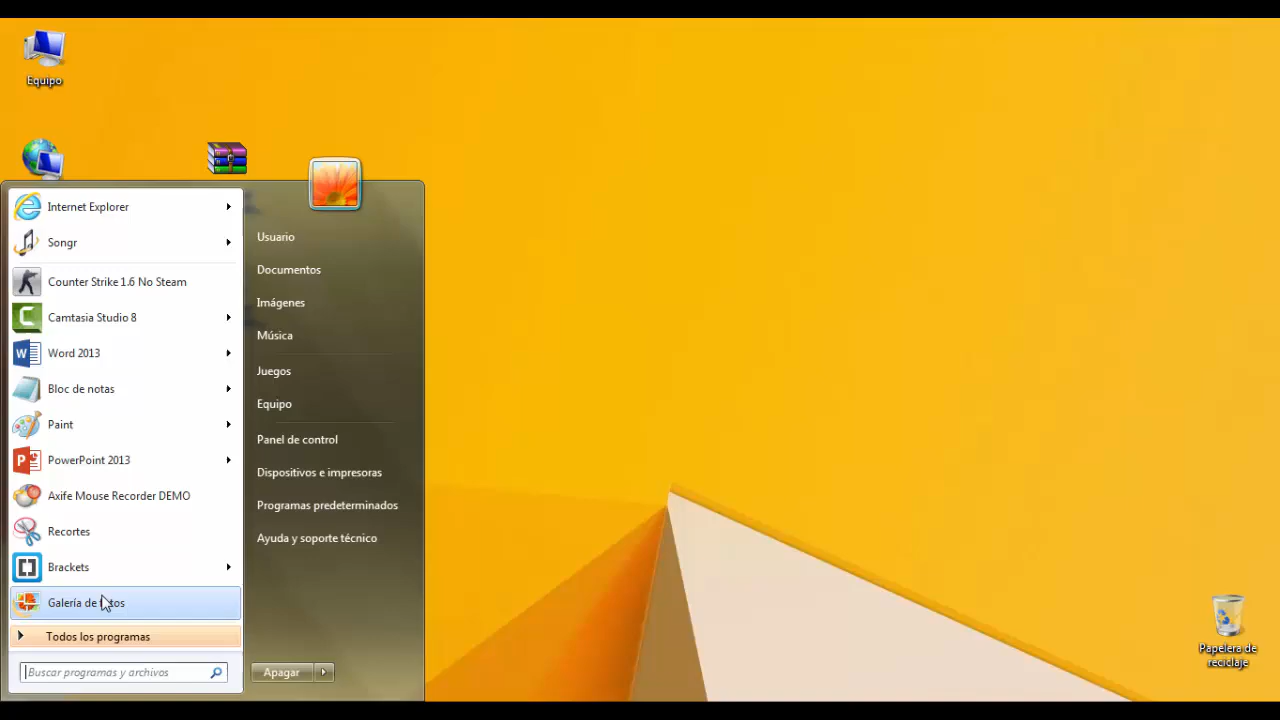 Equipo
Internet Explorer
Songr
Counter Strike 1.6 No Steam
Camtasia Studio 8
Word 2013
Bloc de notas
Paint
PowerPoint 2013
Axife Mouse Recorder DEMO
Recortes
Brackets
Galería de fotos
Todos los programas
Buscar programas y archivos
Usuario
Documentos
Imágenes
Música
Juegos
Equipo
Panel de control
Dispositivos e impresoras
Programas predeterminados
Ayuda y soporte técnico
Apagar
Papelera de
reciclaje